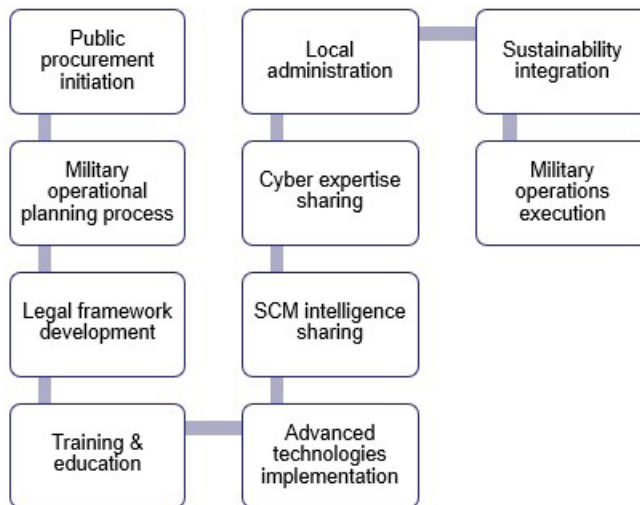 Public
procurement
initiation
Military
operational
planning process
Legal framework
development
Training &
education
Advanced
technologies
implementation
SCM intelligence
sharing
Cyber expertise
sharing
Local
administration
Sustainability
integration
Military
operations
execution